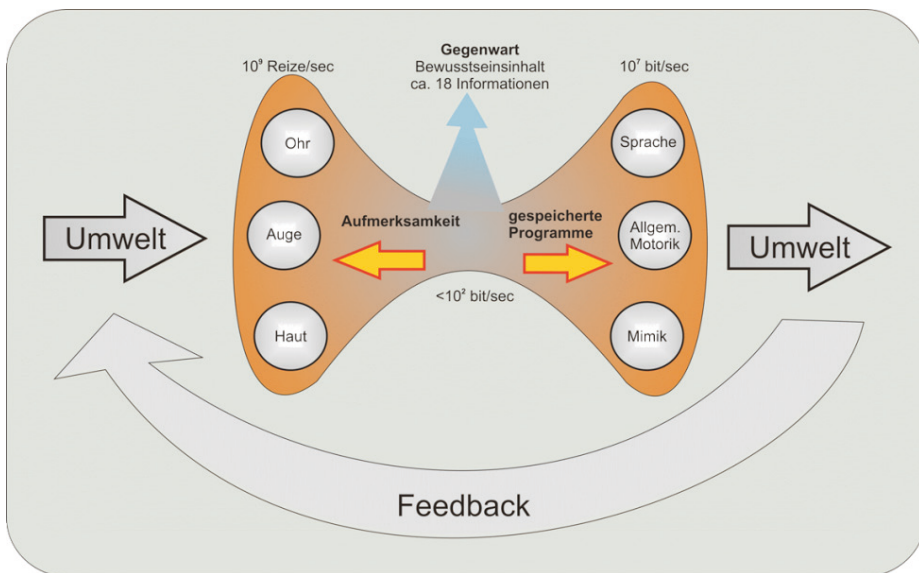 Gegenwart
Bewusstseinsinhalt
ca. 18 Informationen
10⁹ Reize/sec
10⁷ bit/sec
Ohr
Sprache
Umwelt
Auge
Aufmerksamkeit
gespeicherte
Programme
Allgem.
Motorik
Umwelt
<10² bit/sec
Haut
Mimik
Feedback